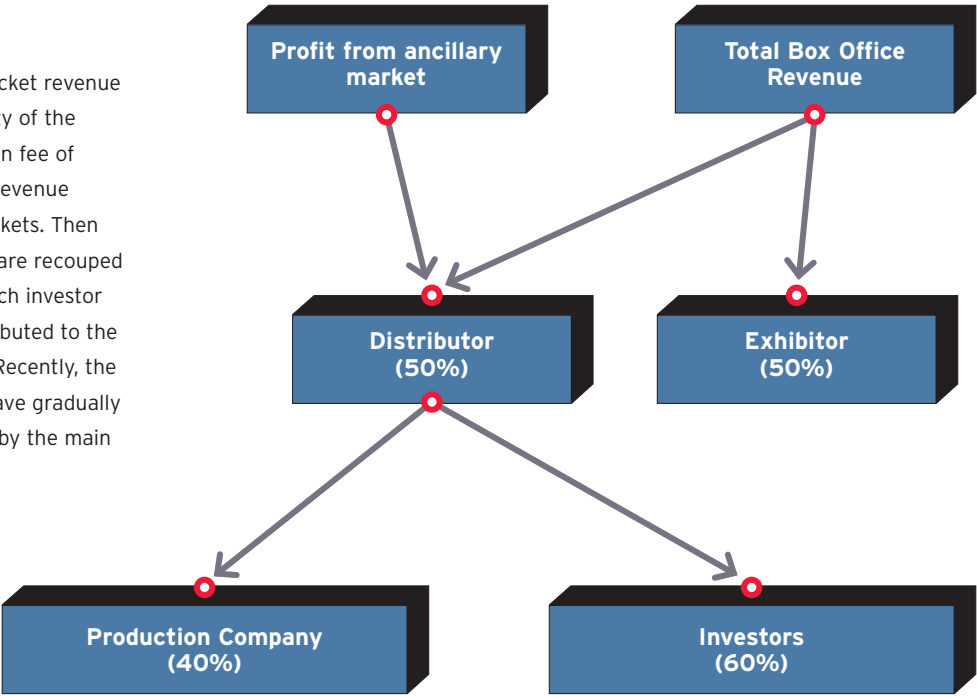 cket revenue
ty of the
n fee of
evenue
kets. Then
are recouped
ch investor
buted to the
Recently, the
ave gradually
by the main
Profit from ancillary
market
Total Box Office
Revenue
Distributor
(50%)
Exhibitor
(50%)
Production Company
(40%)
Investors
(60%)